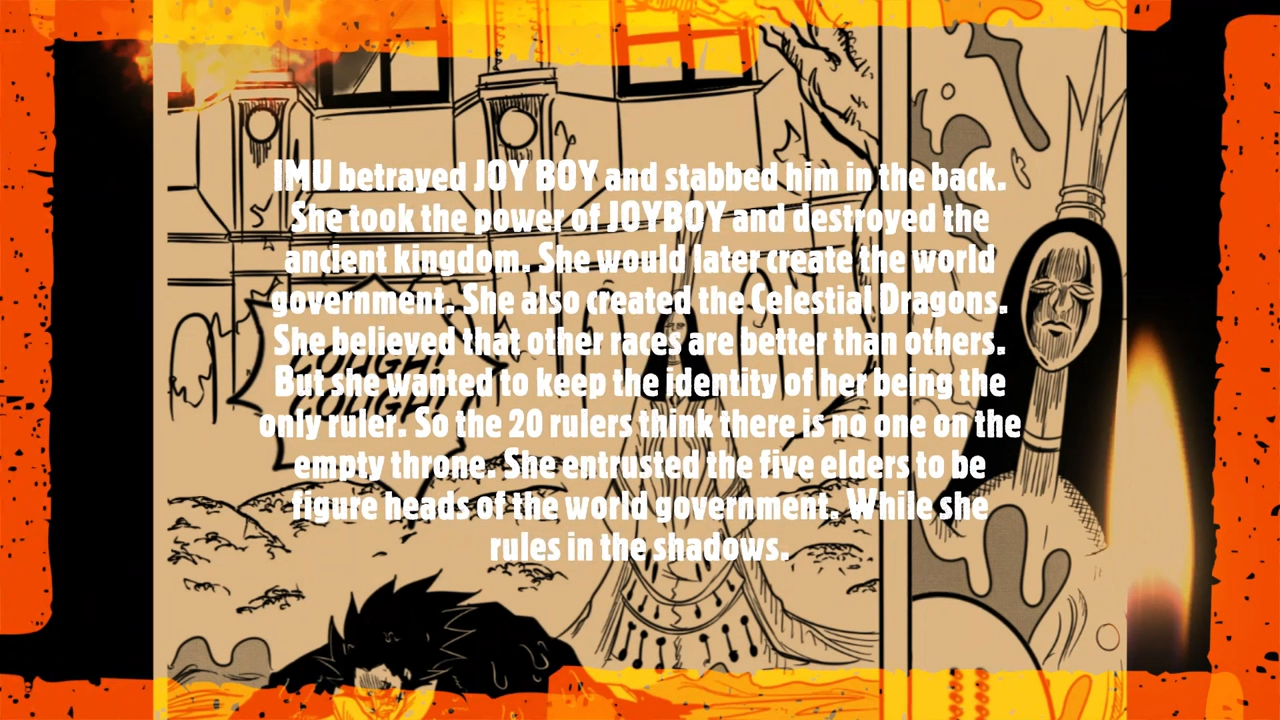 IMU betrayed JOY BOY and stabbed him in the back.
She took the power of JOYBOY and destroyed the
ancient kingdom. She would later create the world
government. She also created the Celestial Dragons.
She believed that other races are better than others.
But she wanted to keep the identity of her being the
only ruler. So the 20 rulers think there is no one on the
empty throne. She entrusted the five elders to be
figure heads of the world government. While she
rules in the shadows.
COUGH!
COUGH!